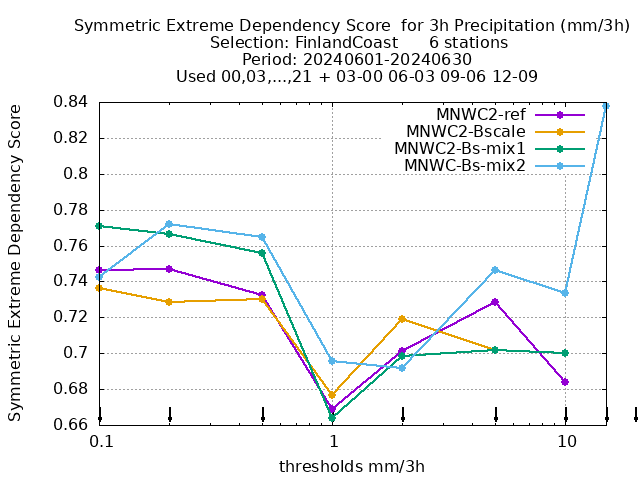 Symmetric Extreme Dependency Score  for 3h Precipitation (mm/3h)
Selection: FinlandCoast      6 stations
Period: 20240601-20240630
Used 00,03,...,21 + 03-00 06-03 09-06 12-09
Symmetric Extreme Dependency Score
0.84
0.82
0.8
0.78
0.76
0.74
0.72
0.7
0.68
0.66
MNWC2-ref
MNWC2-Bscale
MNWC2-Bs-mix1
MNWC-Bs-mix2
0.1 1 10
thresholds mm/3h